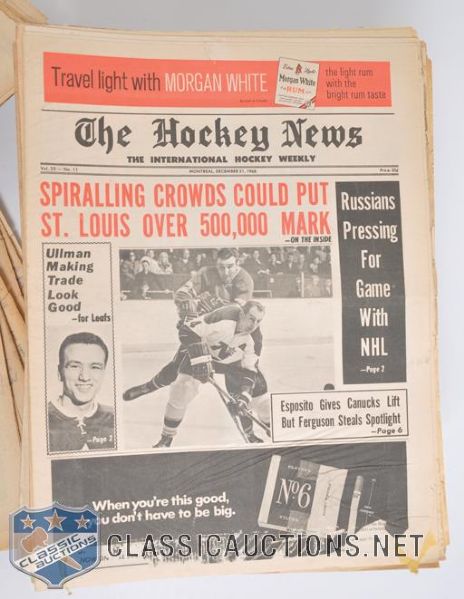 Travel light with MORGAN WHITE
Morgan White
RUM
the light rum
with the
bright rum taste
The Hockey News
THE INTERNATIONAL HOCKEY WEEKLY
MONTREAL, DECEMBER 21, 1968
SPIRALLING CROWDS COULD PUT
ST. LOUIS OVER 500,000 MARK
—ON THE INSIDE
Ullman
Making
Trade
Look
Good
—for Leafs
—Page 3
Russians
Pressing
For
Game
With
NHL
—Page 2
Esposito Gives Canucks Lift
But Ferguson Steals Spotlight
—Page 6
When you're this good,
you don't have to be big.
Nº6
CLASSIC
AUCTIONS
CLASSICAUCTIONS.NET